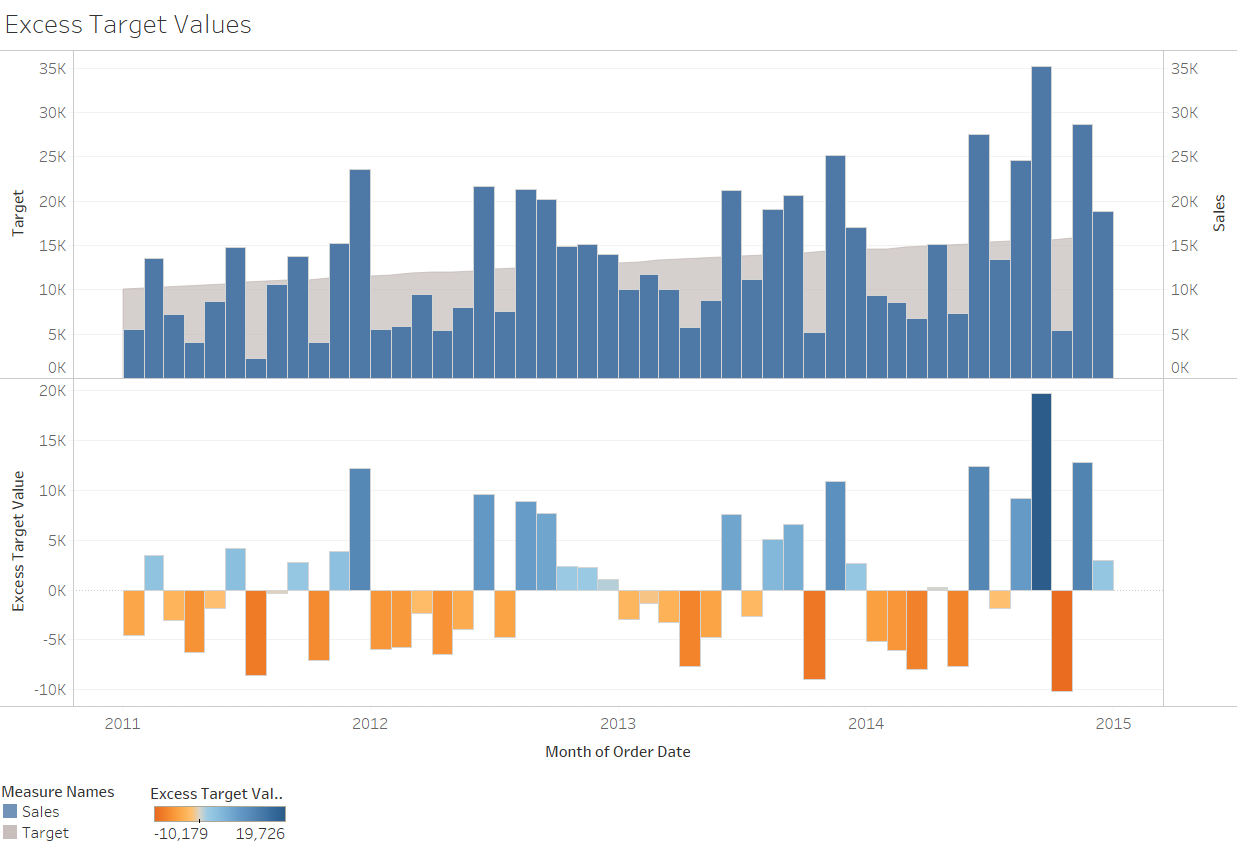 Excess Target Values
35K
30K
25K
20K
15K
10K
5K
0K
Target
35K
30K
25K
20K
15K
10K
5K
0K
Sales
20K
15K
10K
5K
0K
-5K
-10K
Excess Target Value
2011 2012 2013 2014 2015
Month of Order Date
Measure Names
Sales
Target
Excess Target Val..
-10,179 19,726